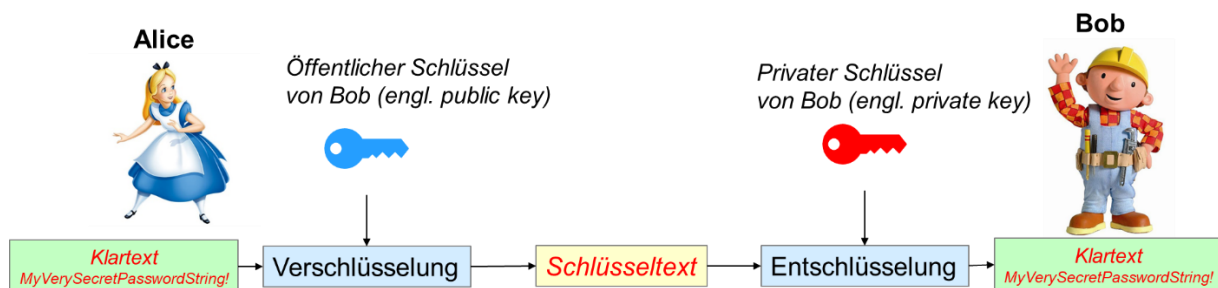 Alice
Bob
Öffentlicher Schlüssel
von Bob (engl. public key)
Privater Schlüssel
von Bob (engl. private key)
Klartext
MyVerySecretPasswordString!
Verschlüsselung
Schlüsseltext
Entschlüsselung
Klartext
MyVerySecretPasswordString!